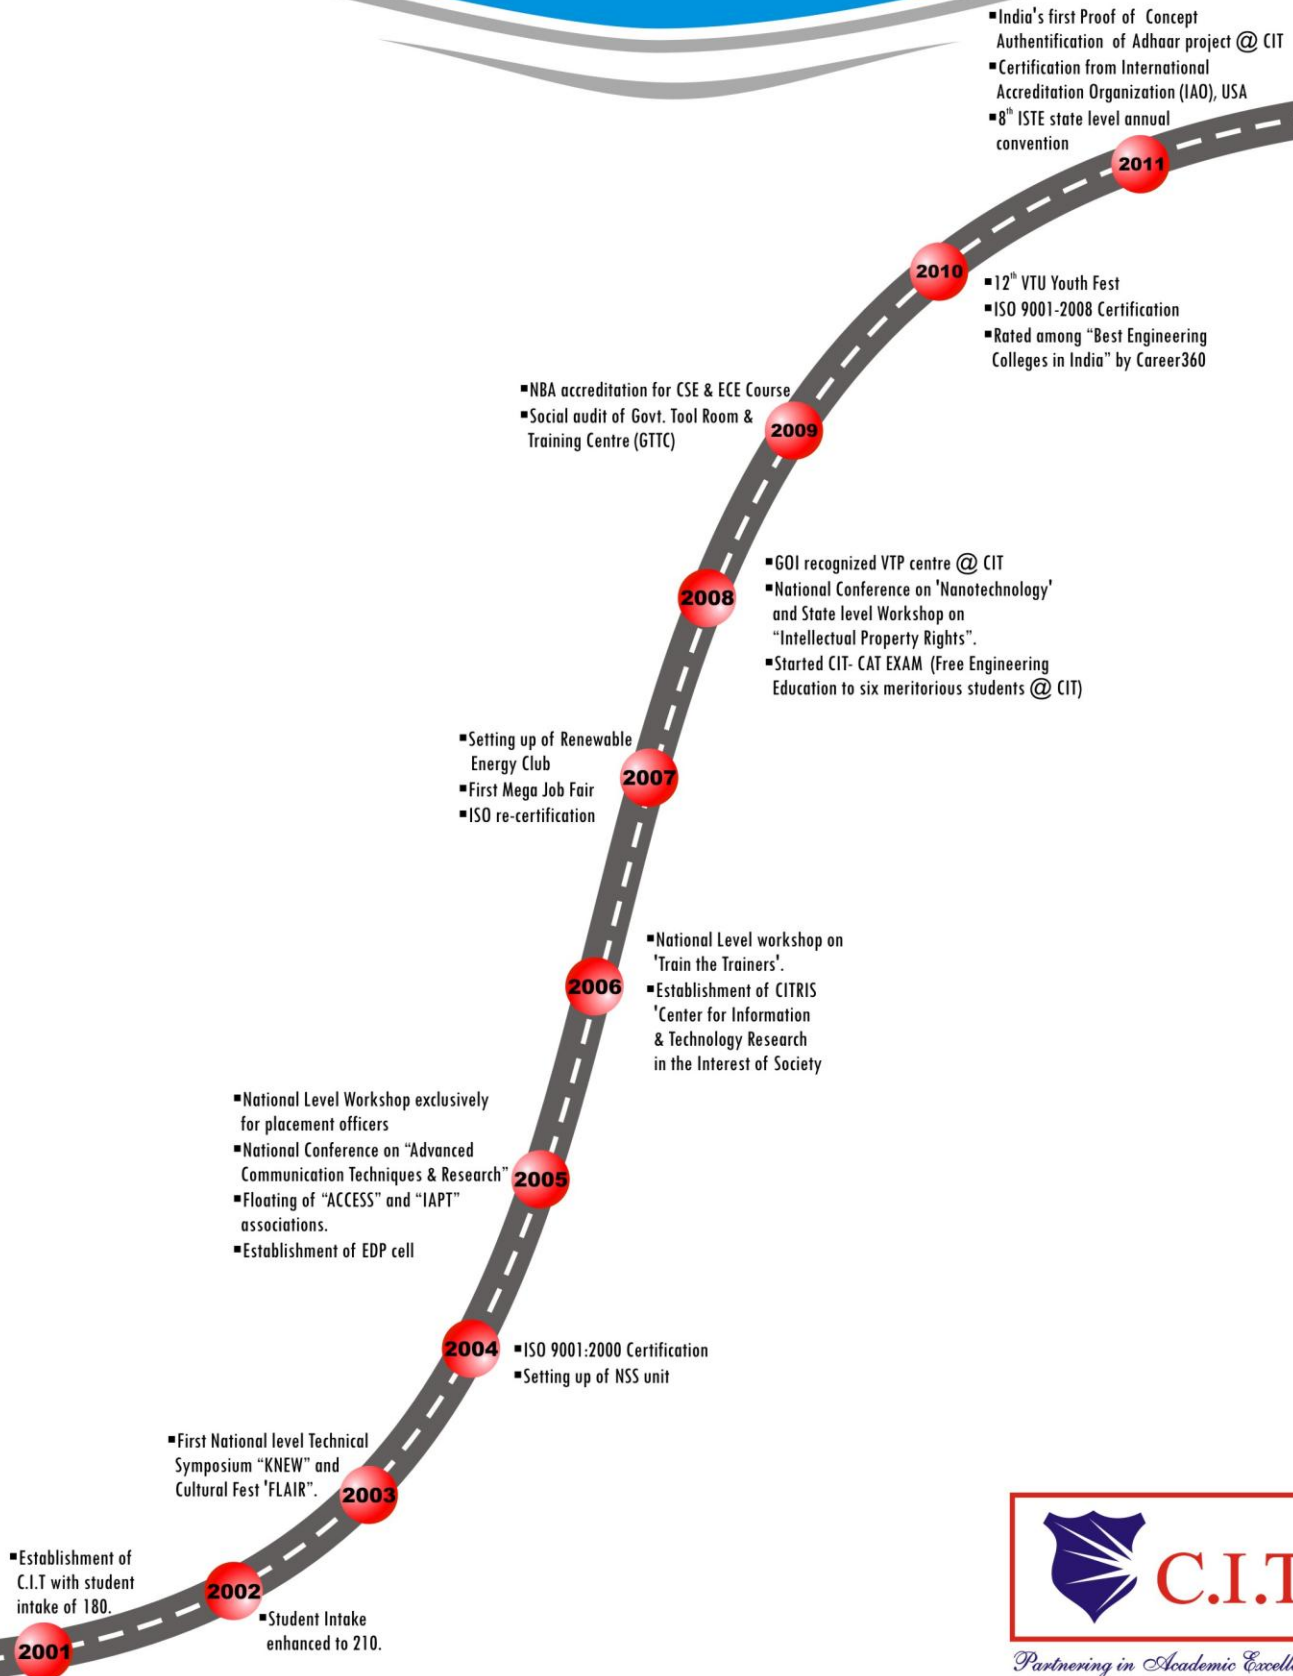 ▪India's first Proof of Concept
Authentification of Adhaar project @ CIT
▪Certification from International
Accreditation Organization (IAO), USA
▪8th ISTE state level annual
convention
2011
2010
▪12th VTU Youth Fest
▪ISO 9001-2008 Certification
▪Rated among “Best Engineering
Colleges in India” by Career360
▪NBA accreditation for CSE & ECE Course
▪Social audit of Govt. Tool Room &
Training Centre (GTTC)
2009
▪GOI recognized VTP centre @ CIT
▪National Conference on 'Nanotechnology'
and State level Workshop on
“Intellectual Property Rights”.
▪Started CIT- CAT EXAM (Free Engineering
Education to six meritorious students @ CIT)
2008
▪Setting up of Renewable
Energy Club
▪First Mega Job Fair
▪ISO re-certification
2007
▪National Level workshop on
'Train the Trainers'.
▪Establishment of CITRIS
'Center for Information
& Technology Research
in the Interest of Society
2006
▪National Level Workshop exclusively
for placement officers
▪National Conference on “Advanced
Communication Techniques & Research”
▪Floating of “ACCESS” and “IAPT”
associations.
▪Establishment of EDP cell
2005
2004
▪ISO 9001:2000 Certification
▪Setting up of NSS unit
▪First National level Technical
Symposium “KNEW” and
Cultural Fest 'FLAIR”.
2003
▪Establishment of
C.I.T with student
intake of 180.
2002
▪Student Intake
enhanced to 210.
2001
C.I.T
Partnering in Academic Excelle